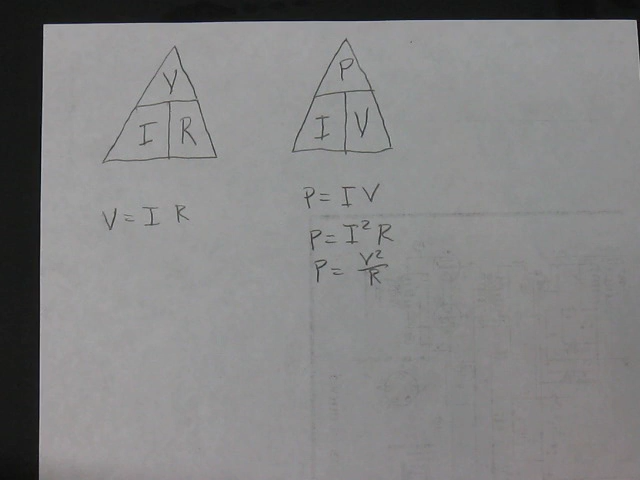 V
I R
V = I R
P
I V
P = I V
P = I² R
P = V²/R